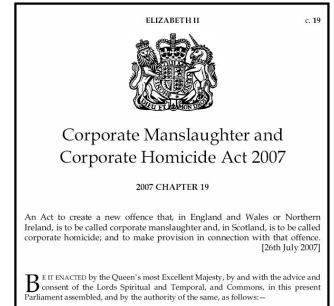 ELIZABETH II c. 19
Corporate Manslaughter and
Corporate Homicide Act 2007
2007 CHAPTER 19
An Act to create a new offence that, in England and Wales or Northern
Ireland, is to be called corporate manslaughter and, in Scotland, is to be called
corporate homicide; and to make provision in connection with that offence.
[26th July 2007]
BE IT ENACTED by the Queen's most Excellent Majesty, by and with the advice and
consent of the Lords Spiritual and Temporal, and Commons, in this present
Parliament assembled, and by the authority of the same, as follows:—